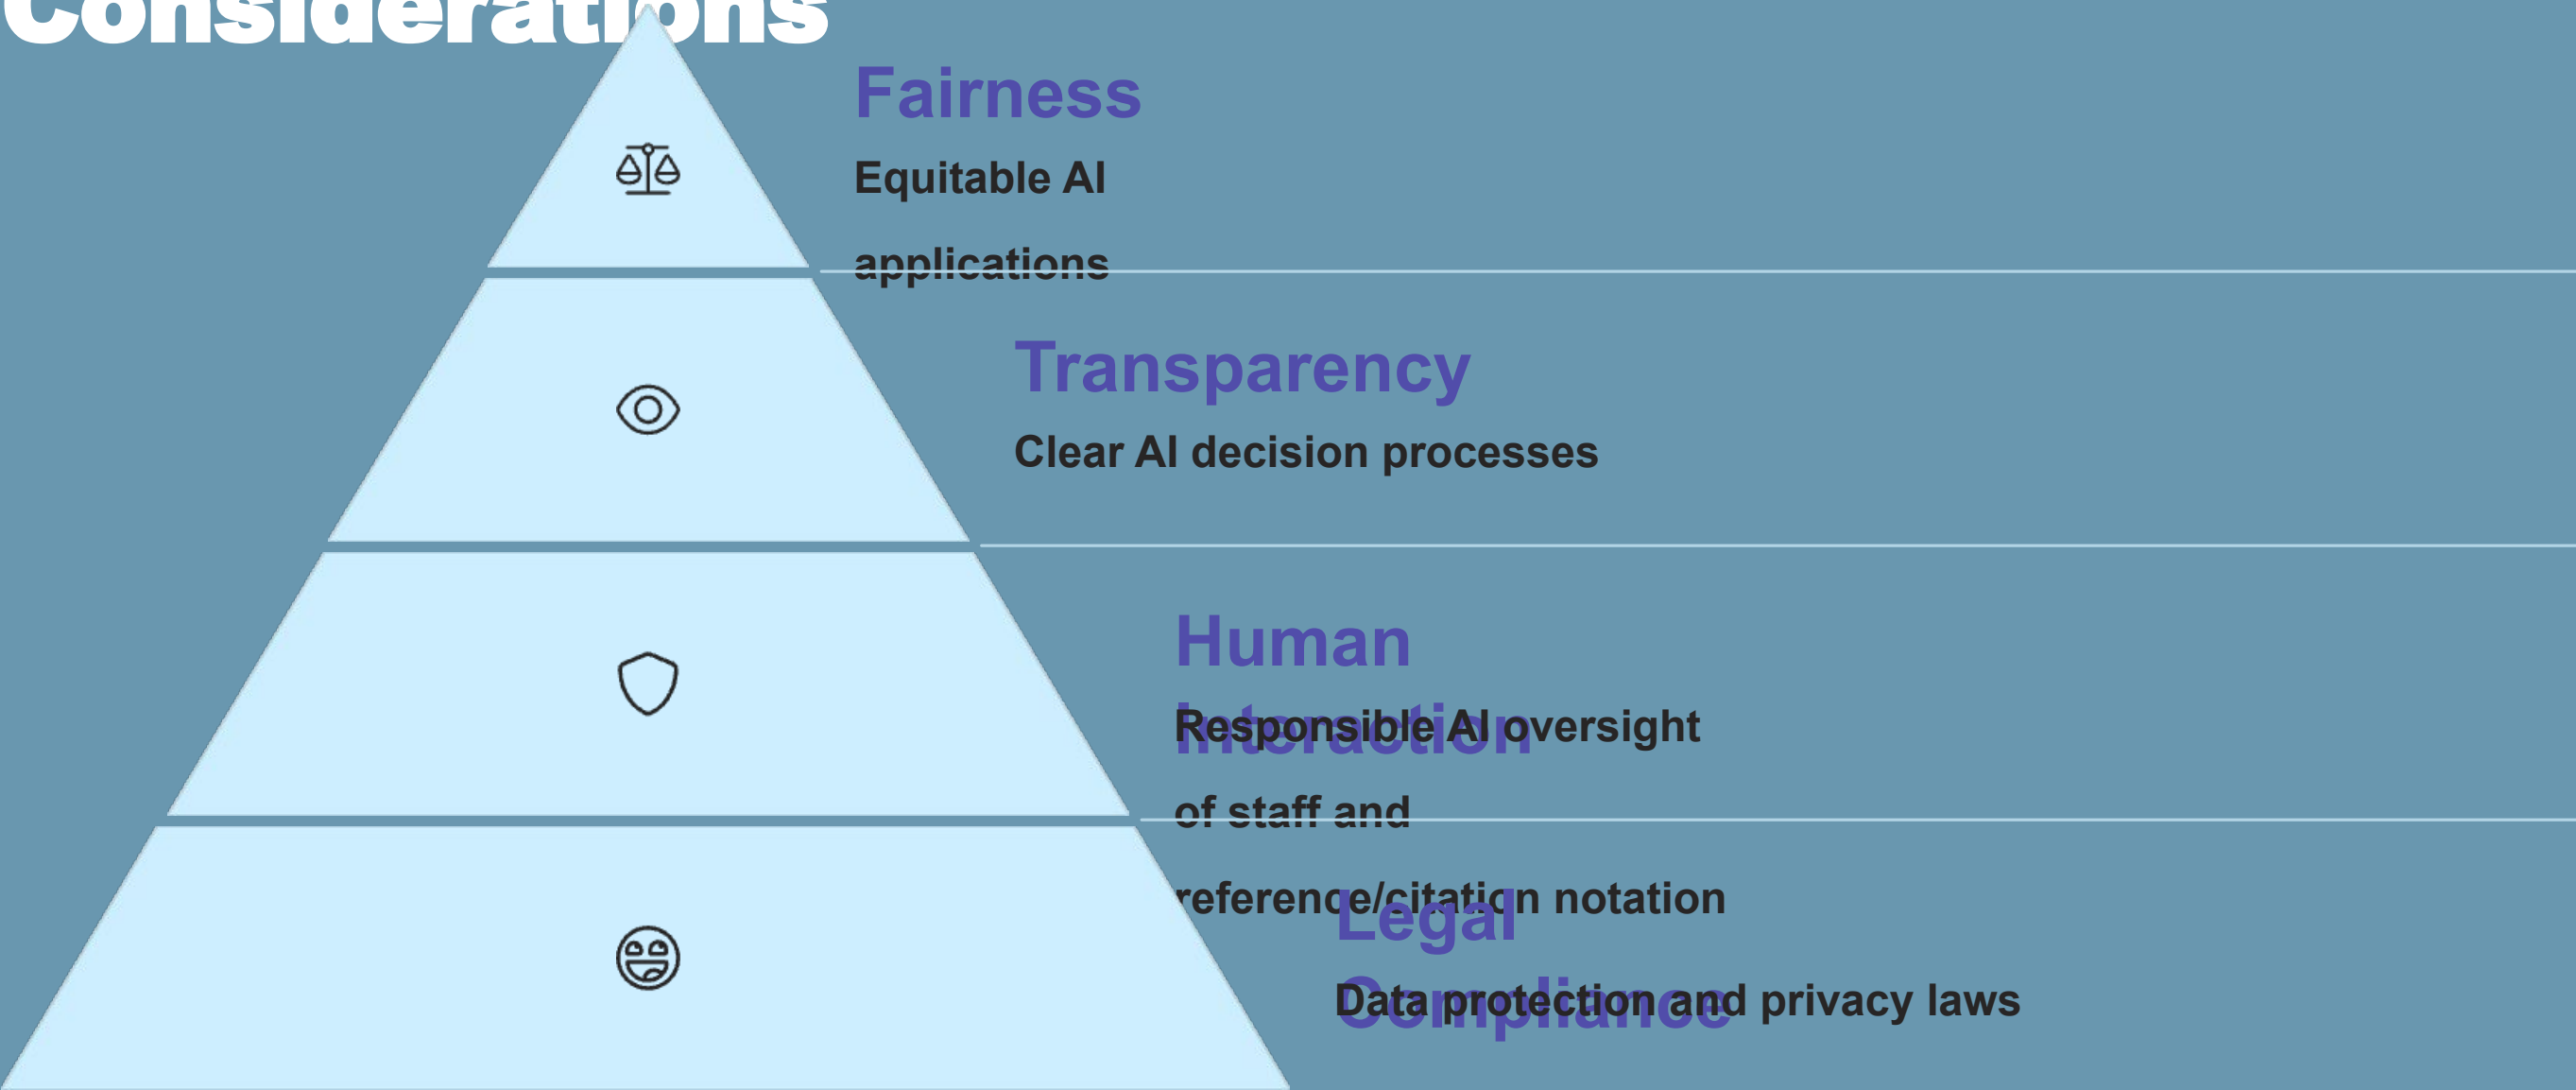 Considerations
Fairness
Equitable AI
applications
Transparency
Clear AI decision processes
Human
Interaction
Responsible AI oversight
of staff and
reference/citation notation
Legal
Compliance
Data protection and privacy laws